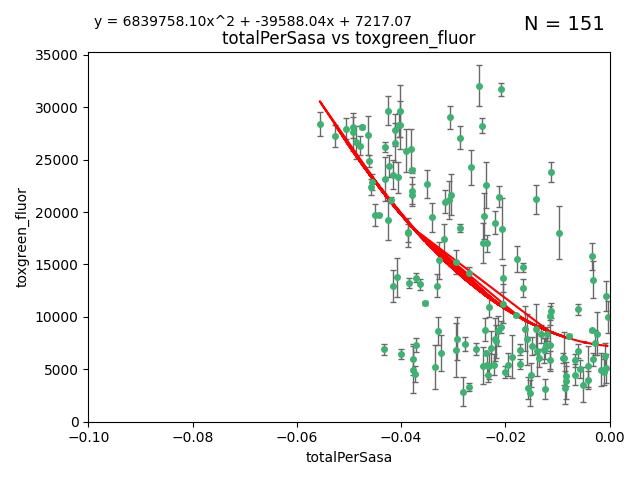 y = 6839758.10x^2 + -39588.04x + 7217.07
N = 151
totalPerSasa vs toxgreen_fluor
35000
30000
25000
20000
15000
10000
5000
0
toxgreen_fluor
−0.10 −0.08 −0.06 −0.04 −0.02 0.00
totalPerSasa